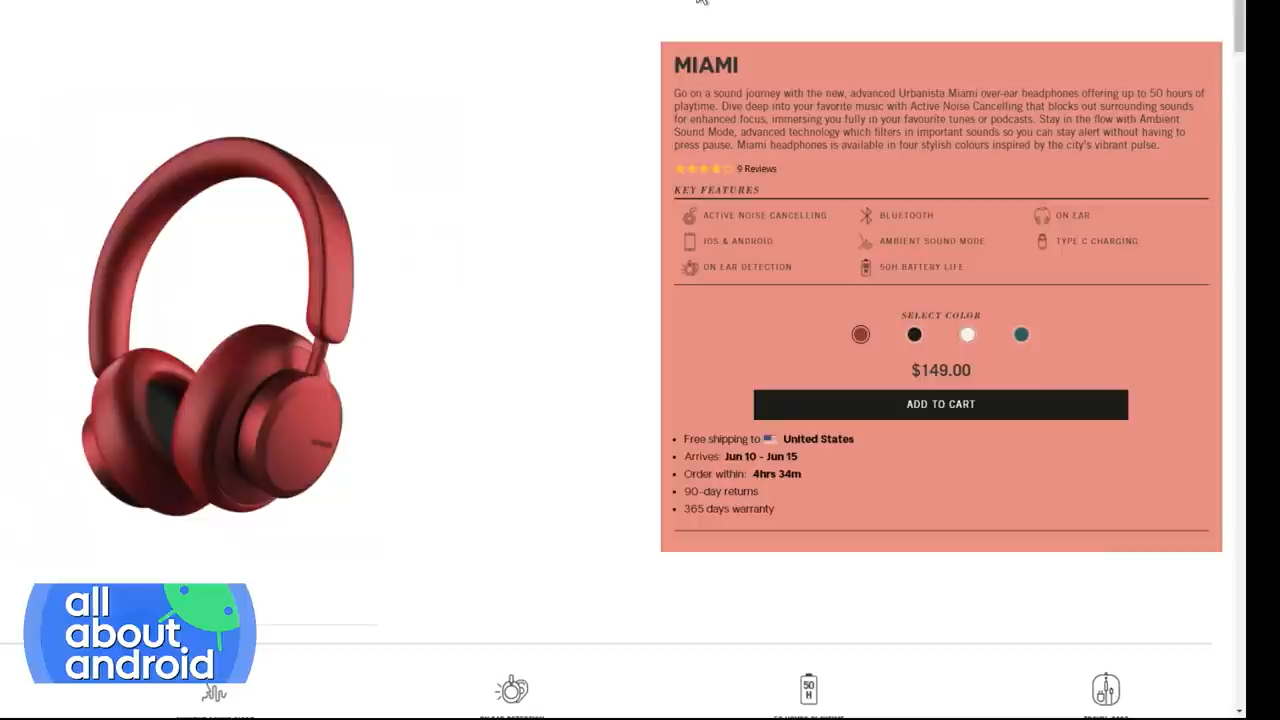 MIAMI
Go on a sound journey with the new, advanced Urbanista Miami over-ear headphones offering up to 50 hours of
playtime. Dive deep into your favorite music with Active Noise Cancelling that blocks out surrounding sounds
for enhanced focus, immersing you fully in your favourite tunes or podcasts. Stay in the flow with Ambient
Sound Mode, advanced technology which filters in important sounds so you can stay alert without having to
press pause. Miami headphones is available in four stylish colours inspired by the city's vibrant pulse.
9 Reviews
KEY FEATURES
ACTIVE NOISE CANCELLING BLUETOOTH ON EAR
IOS & ANDROID AMBIENT SOUND MODE TYPE C CHARGING
ON EAR DETECTION 50H BATTERY LIFE
SELECT COLOR
$149.00
ADD TO CART
Free shipping to United States
Arrives: Jun 10 - Jun 15
Order within: 4hrs 34m
90-day returns
365 days warranty
all
about
android
50
H